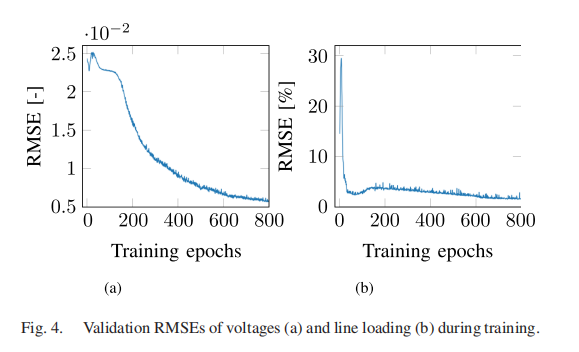 ·10−2
2.5
2
1.5
1
0.5
0 200 400 600 800
RMSE [-]
Training epochs
(a)
30
20
10
0
0 200 400 600 800
RMSE [%]
Training epochs
(b)
Fig. 4. Validation RMSEs of voltages (a) and line loading (b) during training.